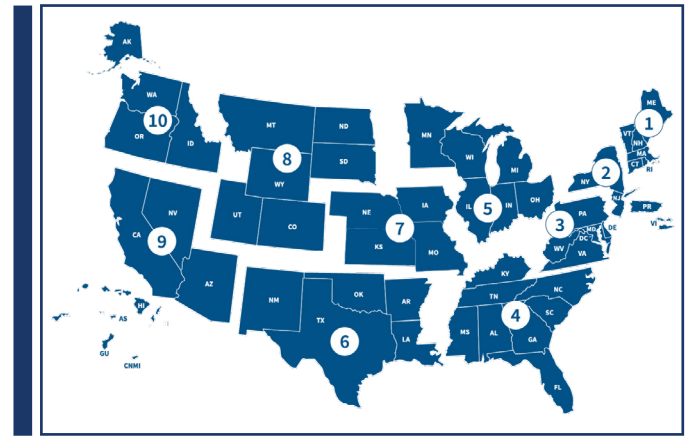 AK
WA
10
OR
ID
MT
ND
8
SD
WY
MN
WI
MI
IL
5
IN
OH
ME
1
VT
NH
MA
CT
RI
2
NY
NJ
PR
VI
3
PA
MD
DE
DC
WV
VA
NV
CA
9
AZ
UT
CO
NE
IA
7
KS
MO
NM
OK
TX
AR
6
LA
KY
TN
NC
4
SC
MS
AL
GA
FL
HI
AS
GU
CNMI